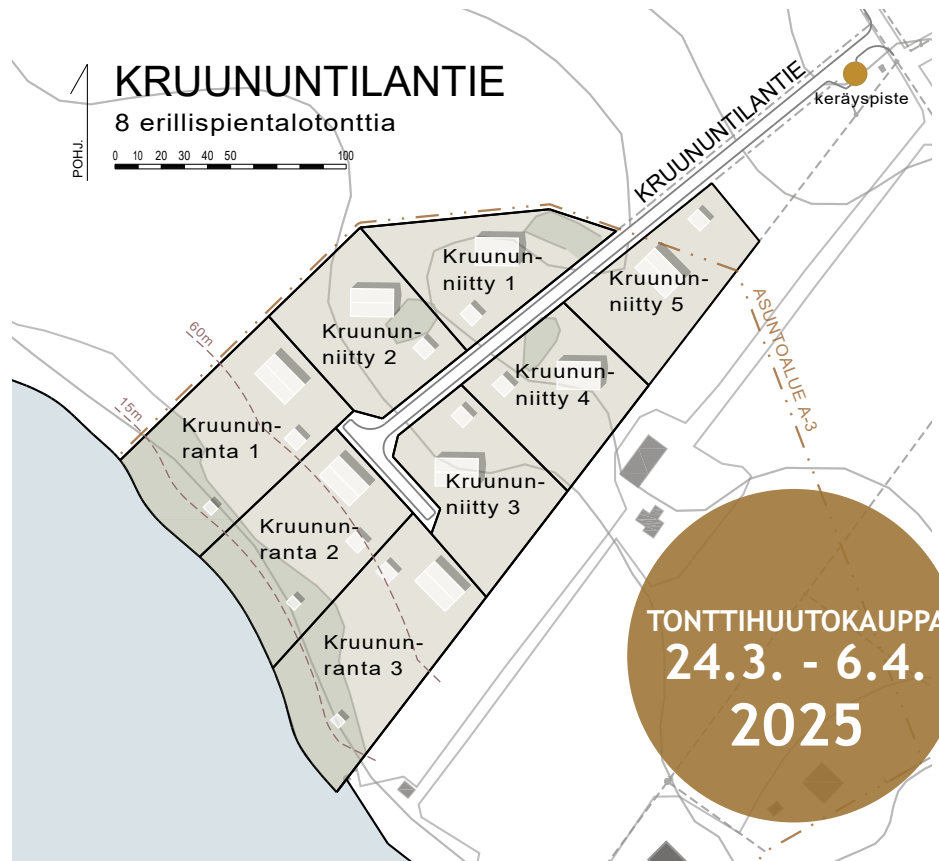 KRUUNUNTILANTIE
8 erillispientalotonttia
POHJ.
0 10 20 30 40 50 100
KRUUNUNTILANTIE
keräyspiste
Kruunun-
niitty 1
Kruunun-
niitty 5
Kruunun-
niitty 2
Kruunun-
niitty 4
ASUNTOALUE A-3
60m
15m
Kruunun-
ranta 1
Kruunun-
niitty 3
Kruunun-
ranta 2
Kruunun-
ranta 3
TONTTIHUUTOKAUPPA
24.3. - 6.4.
2025